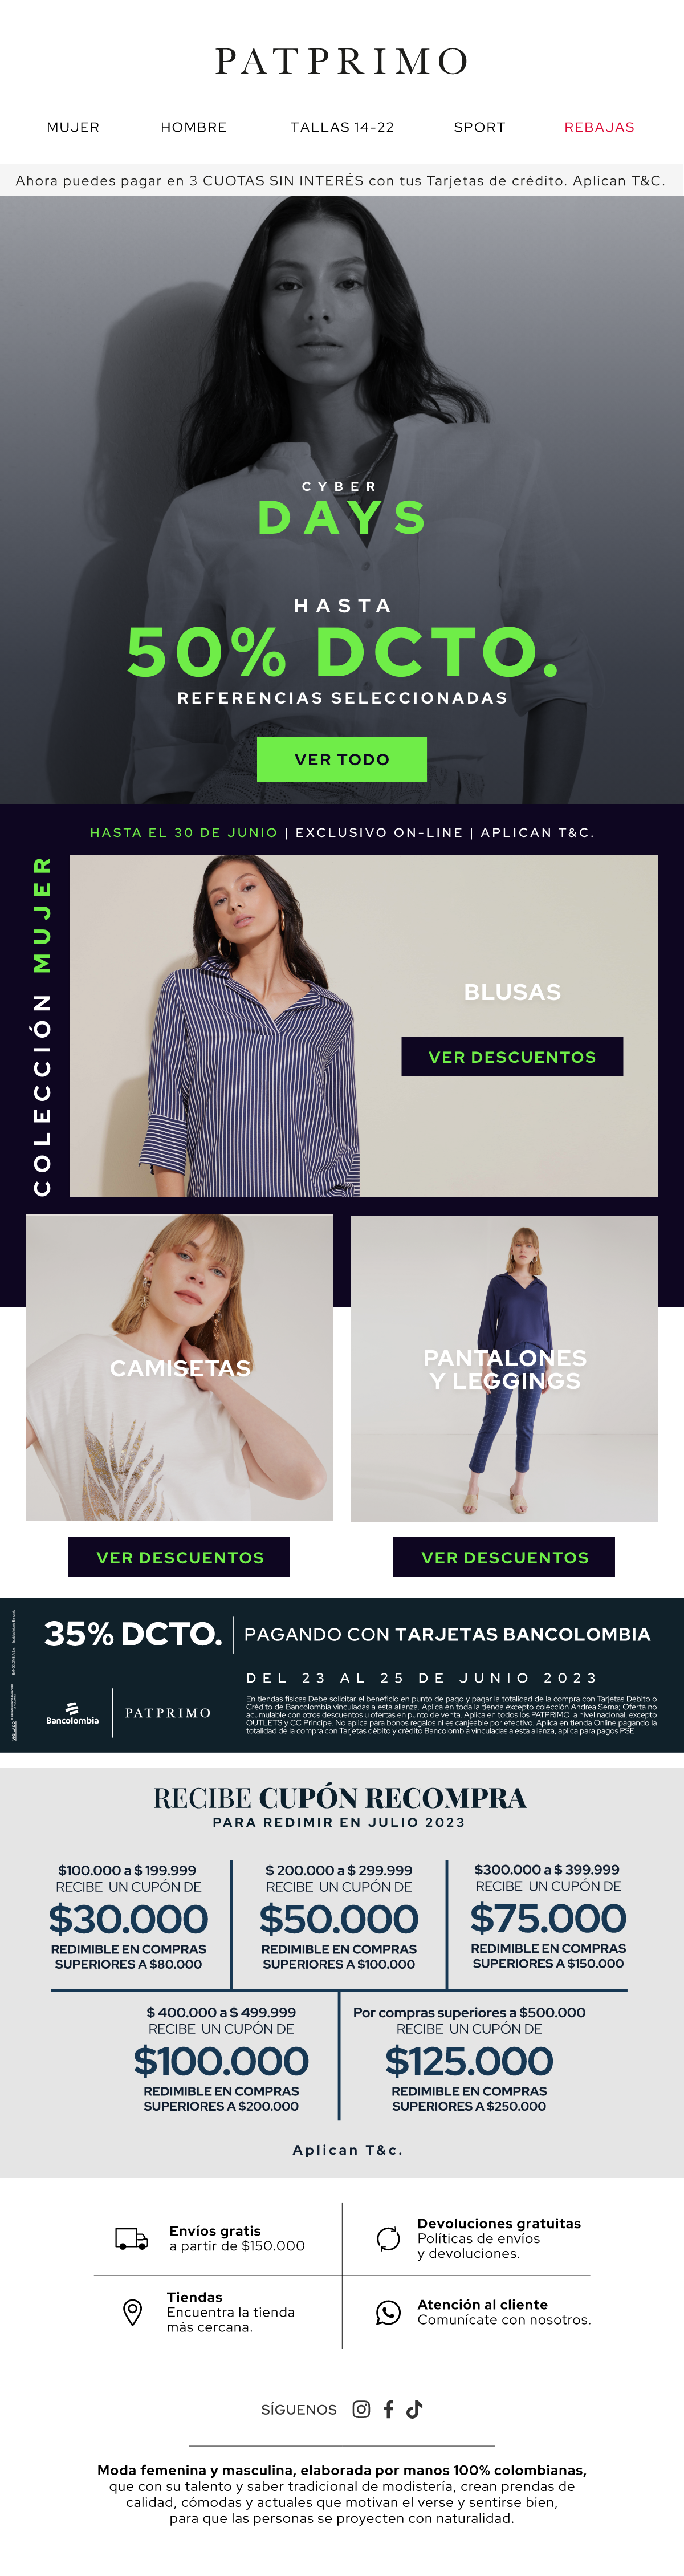 PATPRIMO
MUJER HOMBRE TALLAS 14-22 SPORT REBAJAS
Ahora puedes pagar en 3 CUOTAS SIN INTERÉS con tus Tarjetas de crédito. Aplican T&C.
CYBER
DAYS
HASTA
50% DCTO.
REFERENCIAS SELECCIONADAS
VER TODO
HASTA EL 30 DE JUNIO | EXCLUSIVO ON-LINE | APLICAN T&C.
COLECCIÓN MUJER
BLUSAS
VER DESCUENTOS
CAMISETAS
PANTALONES
Y LEGGINGS
VER DESCUENTOS
VER DESCUENTOS
35% DCTO. PAGANDO CON TARJETAS BANCOLOMBIA
DEL 23 AL 25 DE JUNIO 2023
Bancolombia PATPRIMO
En tiendas físicas Debe solicitar el beneficio en punto de pago y pagar la totalidad de la compra con Tarjetas Débito o
Crédito de Bancolombia vinculadas a esta alianza. Aplica en toda la tienda excepto colección Andrea Serna; Oferta no
acumulable con otros descuentos u ofertas en punto de venta. Aplica en todos los PATPRIMO a nivel nacional, excepto
OUTLETS y CC Príncipe. No aplica para bonos regalos ni es canjeable por efectivo. Aplica en tienda Online pagando la
totalidad de la compra con Tarjetas débito y crédito Bancolombia vinculadas a esta alianza, aplica para pagos PSE
RECIBE CUPÓN RECOMPRA
PARA REDIMIR EN JULIO 2023
$100.000 a $ 199.999
RECIBE UN CUPÓN DE
$30.000
REDIMIBLE EN COMPRAS
SUPERIORES A $80.000
$ 200.000 a $ 299.999
RECIBE UN CUPÓN DE
$50.000
REDIMIBLE EN COMPRAS
SUPERIORES A $100.000
$300.000 a $ 399.999
RECIBE UN CUPÓN DE
$75.000
REDIMIBLE EN COMPRAS
SUPERIORES A $150.000
$ 400.000 a $ 499.999
RECIBE UN CUPÓN DE
$100.000
REDIMIBLE EN COMPRAS
SUPERIORES A $200.000
Por compras superiores a $500.000
RECIBE UN CUPÓN DE
$125.000
REDIMIBLE EN COMPRAS
SUPERIORES A $250.000
Aplican T&c.
Envíos gratis
a partir de $150.000
Devoluciones gratuitas
Políticas de envíos
y devoluciones.
Tiendas
Encuentra la tienda
más cercana.
Atención al cliente
Comunícate con nosotros.
SÍGUENOS
Moda femenina y masculina, elaborada por manos 100% colombianas,
que con su talento y saber tradicional de modistería, crean prendas de
calidad, cómodas y actuales que motivan el verse y sentirse bien,
para que las personas se proyecten con naturalidad.